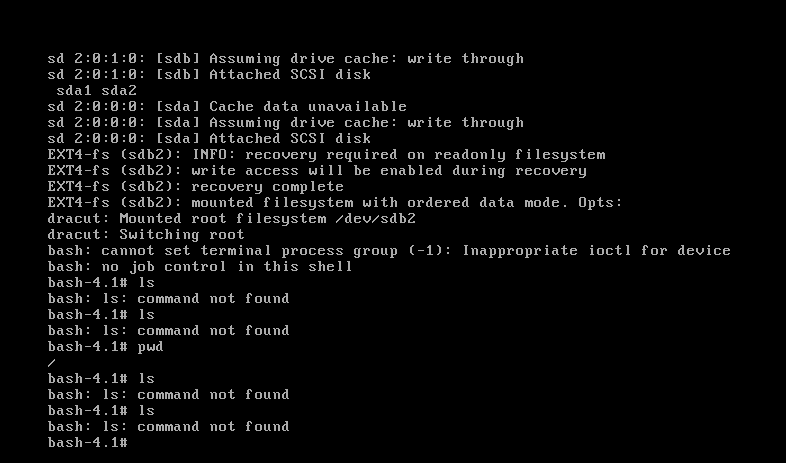 sd 2:0:1:0: [sdb] Assuming drive cache: write through
sd 2:0:1:0: [sdb] Attached SCSI disk
 sda1 sda2
sd 2:0:0:0: [sda] Cache data unavailable
sd 2:0:0:0: [sda] Assuming drive cache: write through
sd 2:0:0:0: [sda] Attached SCSI disk
EXT4-fs (sdb2): INFO: recovery required on readonly filesystem
EXT4-fs (sdb2): write access will be enabled during recovery
EXT4-fs (sdb2): recovery complete
EXT4-fs (sdb2): mounted filesystem with ordered data mode. Opts:
dracut: Mounted root filesystem /dev/sdb2
dracut: Switching root
bash: cannot set terminal process group (-1): Inappropriate ioctl for device
bash: no job control in this shell
bash-4.1# ls
bash: ls: command not found
bash-4.1# ls
bash: ls: command not found
bash-4.1# pwd
/
bash-4.1# ls
bash: ls: command not found
bash-4.1# ls
bash: ls: command not found
bash-4.1#